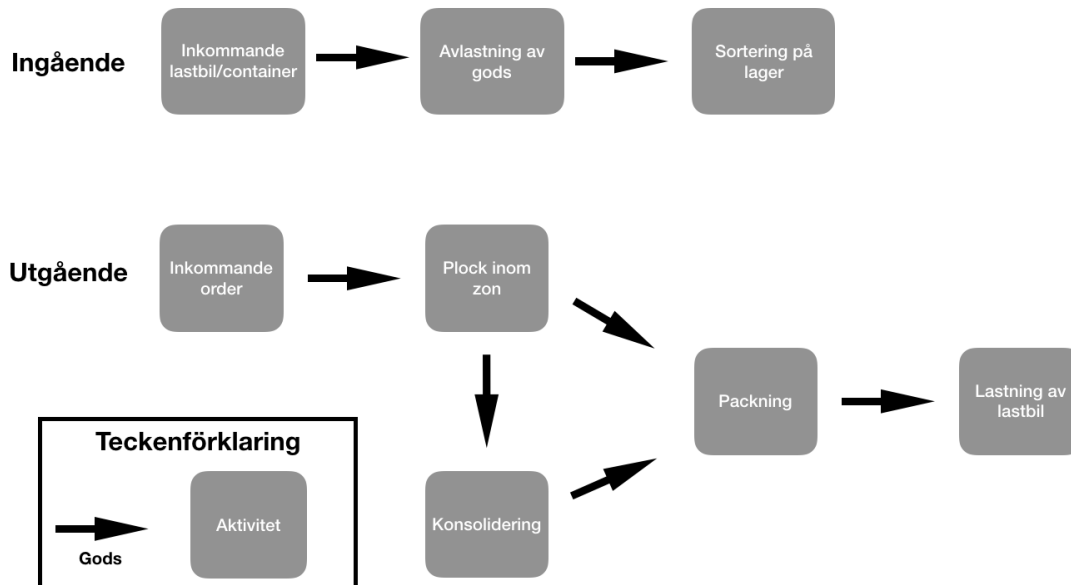 Ingående
Inkommande
lastbil/container
Avlastning av
gods
Sortering på
lager
Utgående
Inkommande
order
Plock inom
zon
Packning
Lastning av
lastbil
Konsolidering
Teckenförklaring
Aktivitet
Gods